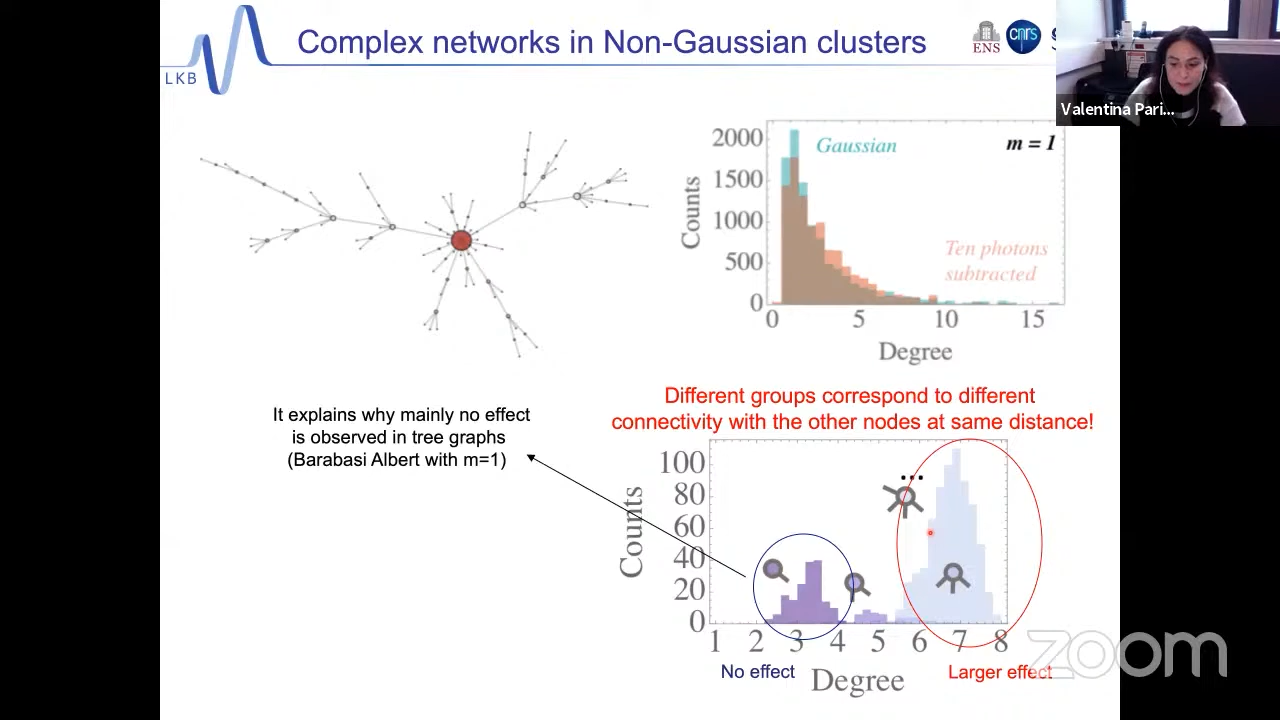 Complex networks in Non-Gaussian clusters
LKB
ENS
cnrs
Valentina Pari...
2000
1500
1000
500
0
Counts
Gaussian
m = 1
Ten photons
subtracted
0 5 10 15
Degree
It explains why mainly no effect
is observed in tree graphs
(Barabasi Albert with m=1)
Different groups correspond to different
connectivity with the other nodes at same distance!
100
80
60
40
20
0
Counts
...
1 2 3 4 5 6 7 8
No effect
Degree
Larger effect
zoom